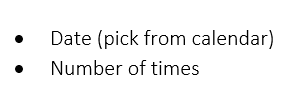 • Date (pick from calendar)
• Number of times